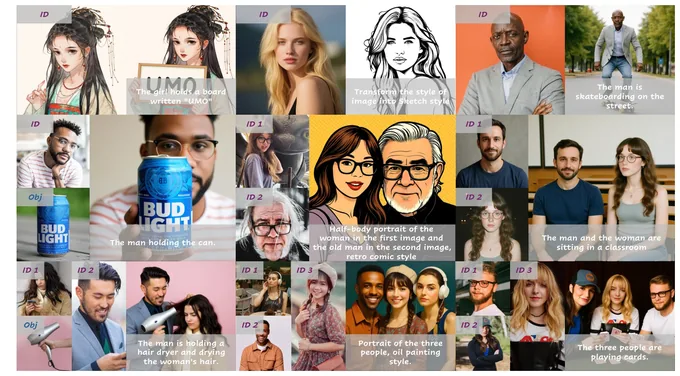 ID
The girl holds a board
written "UMO"
UMO
ID
Transform the style of
image into Sketch style
ID
The man is
skateboarding on the
street.
ID
Obj
BUD
LIGHT
BUD
LIGHT
The man holding the can.
ID 1
ID 2
Half-body portrait of the
woman in the first image and
the old man in the second image,
retro comic style
ID 1
ID 2
The man and the woman are
sitting in a classroom
ID 1
ID 2
Obj
The man is holding a
hair dryer and drying
the woman's hair.
ID 1
ID 3
ID 2
Portrait of the three
people, oil painting
style.
ID 1
ID 3
ID 2
The three people are
playing cards.